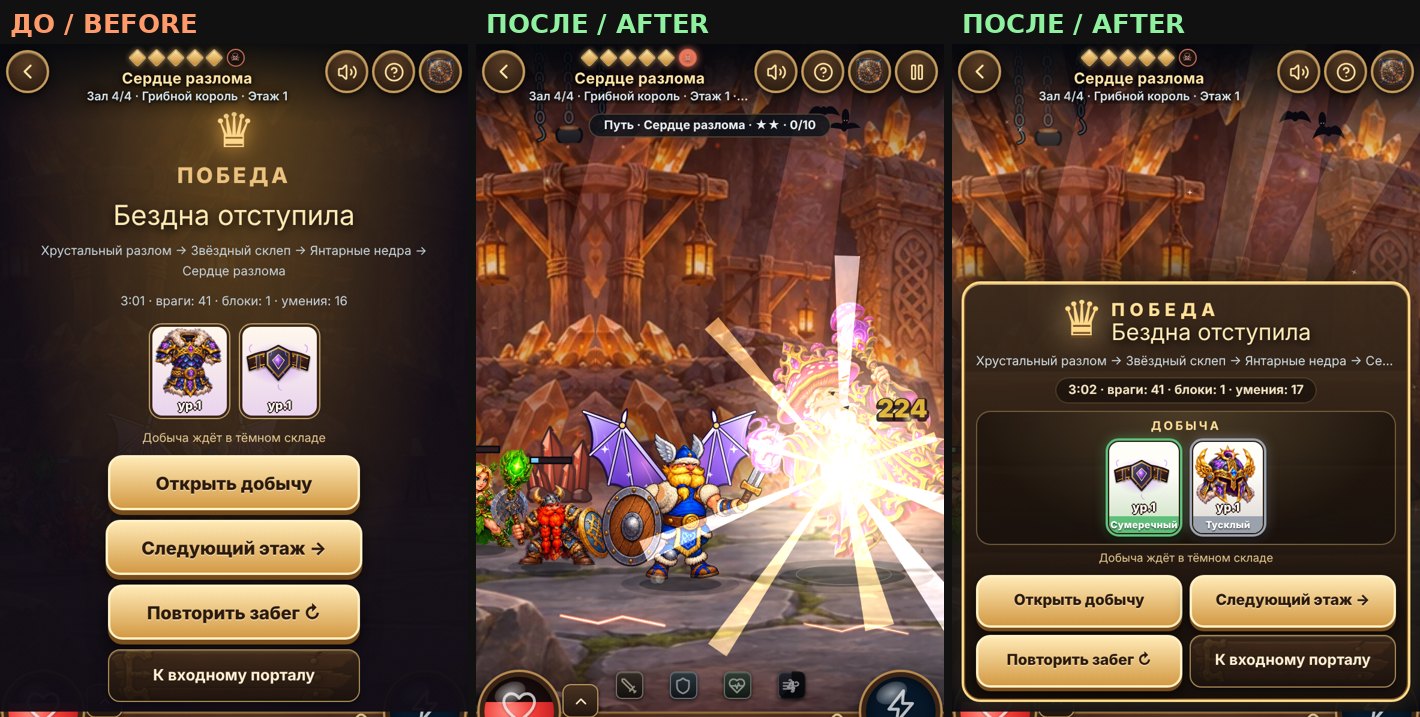 ДО / BEFORE
Сердце разлома
Зал 4/4 · Грибной король · Этаж 1
ПОБЕДА
Бездна отступила
Хрустальный разлом → Звёздный склеп → Янтарные недра →
Сердце разлома
3:01 · враги: 41 · блоки: 1 · умения: 16
ур.1
ур.1
Добыча ждёт в тёмном складе
Открыть добычу
Следующий этаж →
Повторить забег ↻
К входному порталу
ПОСЛЕ / AFTER
Сердце разлома
Зал 4/4 · Грибной король · Этаж 1 ·...
Путь · Сердце разлома · ★★ · 0/10
224
ПОСЛЕ / AFTER
Сердце разлома
Зал 4/4 · Грибной король · Этаж 1
ПОБЕДА
Бездна отступила
Хрустальный разлом → Звёздный склеп → Янтарные недра → Се...
3:02 · враги: 41 · блоки: 1 · умения: 17
ДОБЫЧА
ур.1
Сумеречный
ур.1
Тусклый
Добыча ждёт в тёмном складе
Открыть добычу
Следующий этаж →
Повторить забег ↻
К входному порталу